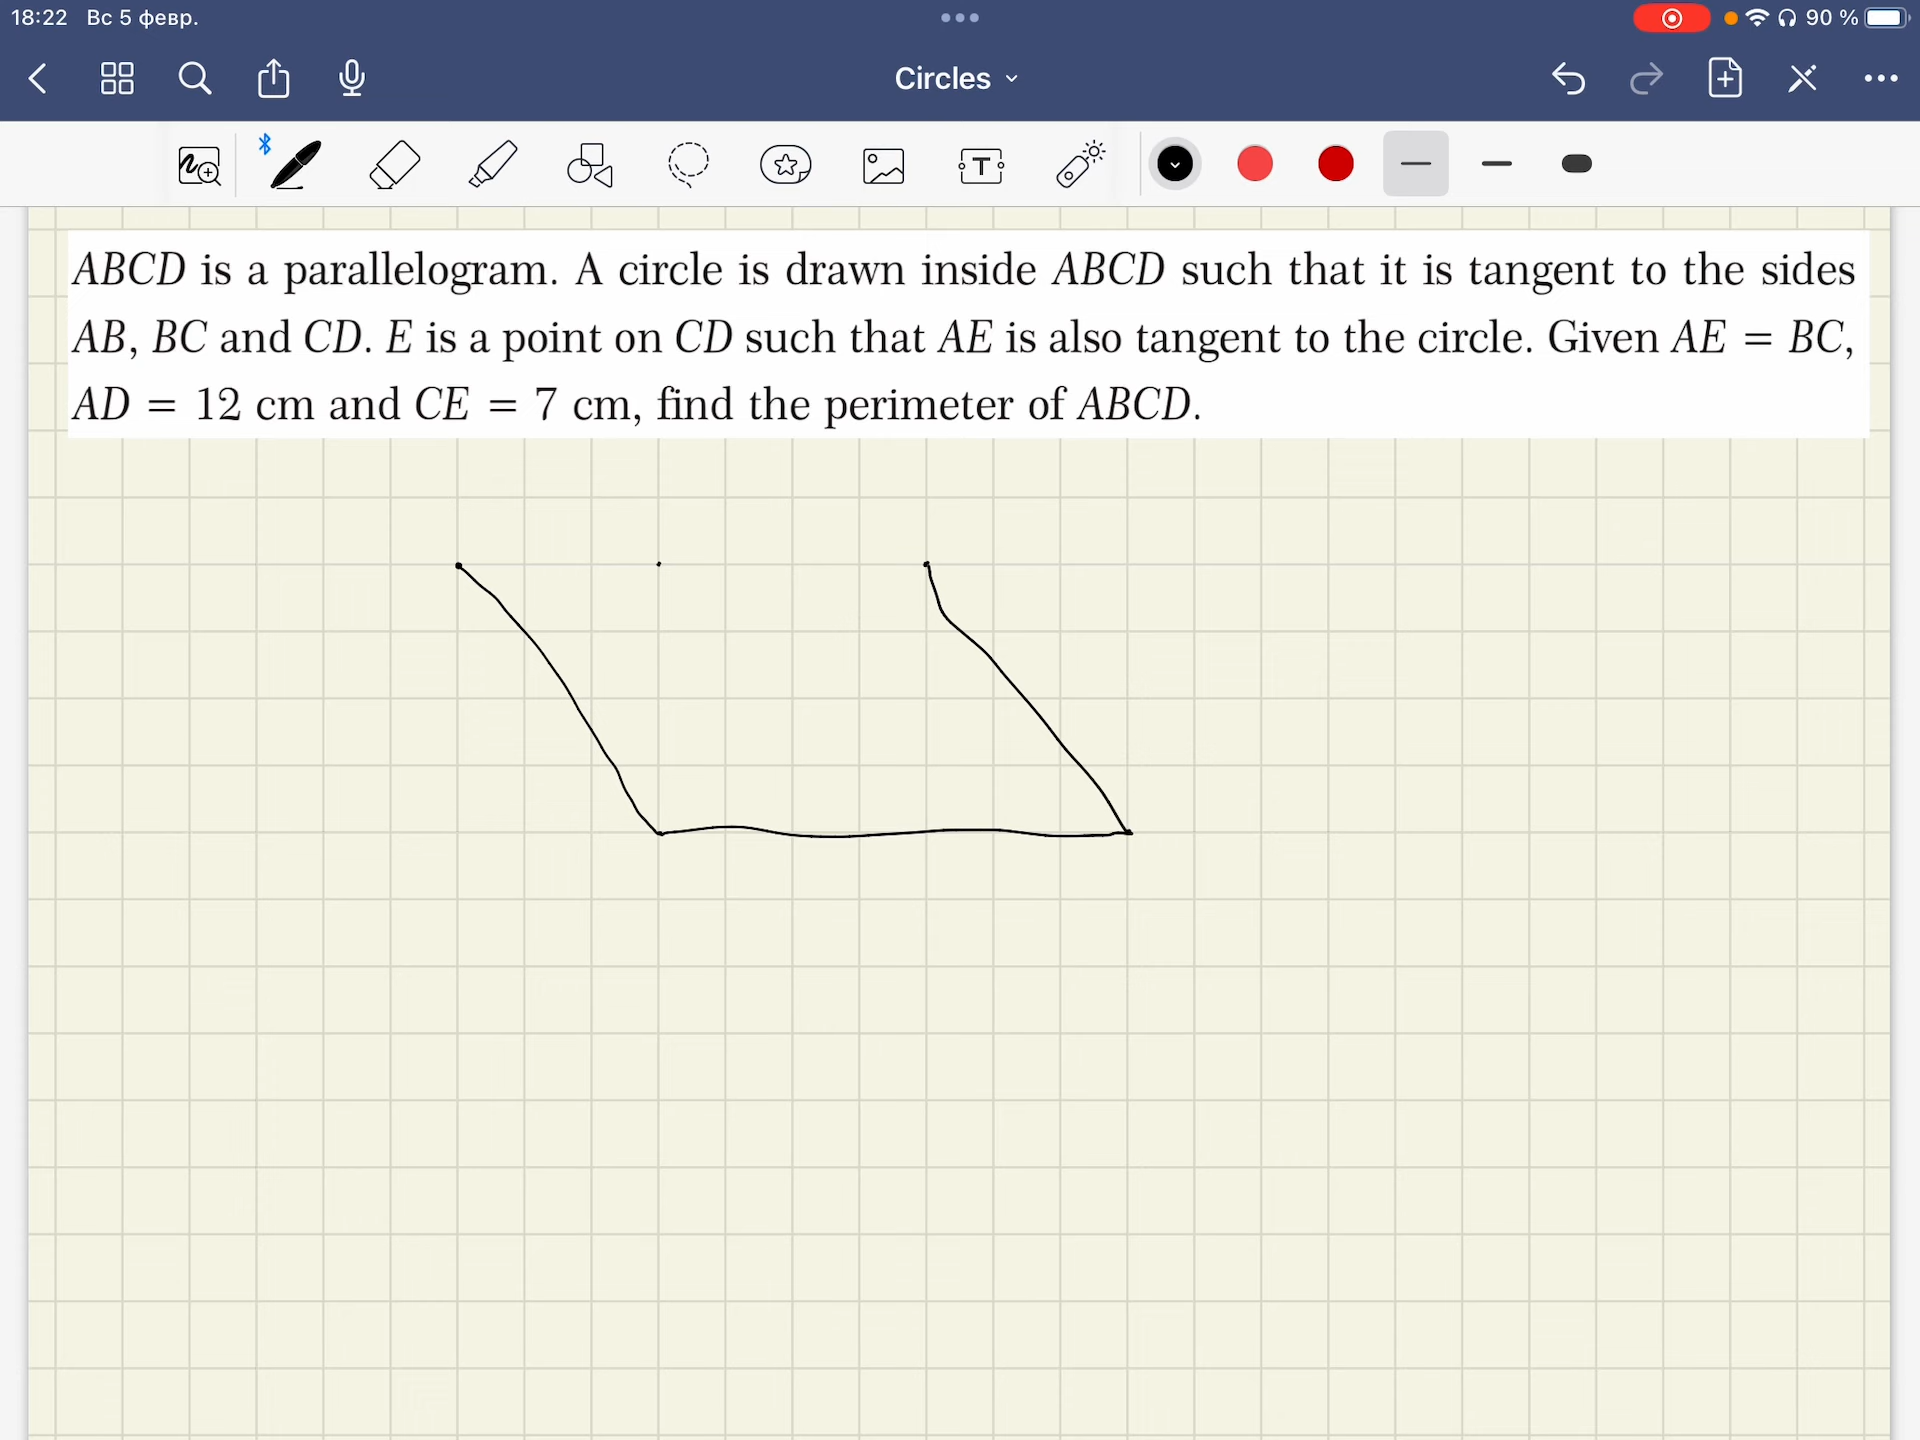 18:22 Вс 5 февр.
90 %
Circles
T
ABCD is a parallelogram. A circle is drawn inside ABCD such that it is tangent to the sides
AB, BC and CD. E is a point on CD such that AE is also tangent to the circle. Given AE = BC,
AD = 12 cm and CE = 7 cm, find the perimeter of ABCD.